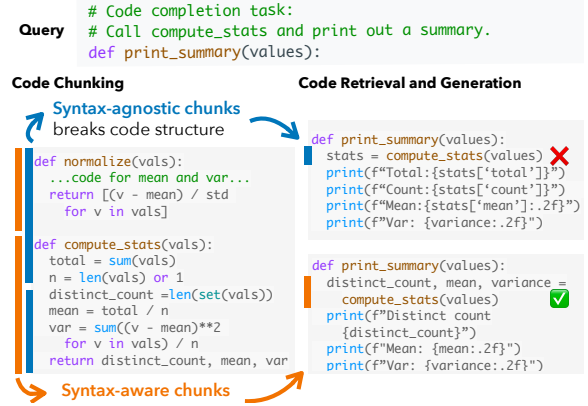 Query
# Code completion task:
# Call compute_stats and print out a summary.
def print_summary(values):
Code Chunking
Syntax-agnostic chunks
breaks code structure
def normalize(vals):
...code for mean and var...
return [(v - mean) / std
for v in vals]
def compute_stats(vals):
total = sum(vals)
n = len(vals) or 1
distinct_count =len(set(vals))
mean = total / n
var = sum((v - mean)**2
for v in vals) / n
return distinct_count, mean, var
Syntax-aware chunks
Code Retrieval and Generation
def print_summary(values):
stats = compute_stats(values)
print(f“Total:{stats[‘total’]}”)
print(f“Count:{stats[‘count’]}”)
print(f“Mean:{stats[‘mean’]:.2f}”)
print(f”Var: {variance:.2f}")
def print_summary(values):
distinct_count, mean, variance =
compute_stats(values)
print(f”Distinct count
{distinct_count}”)
print(f"Mean: {mean:.2f}")
print(f”Var: {variance:.2f}")